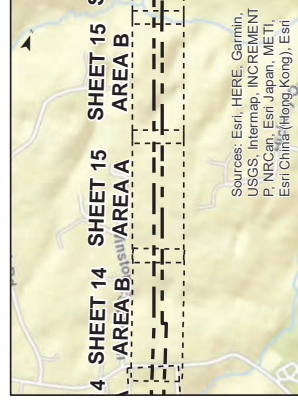 4 SHEET 14
AREA B
SHEET 15
AREA A
SHEET 15
AREA B
S
A
Sources: Esri, HERE, Garmin,
USGS, Intermap, INCREMENT
P, NRCan, Esri Japan, METI,
Esri China (Hong Kong), Esri